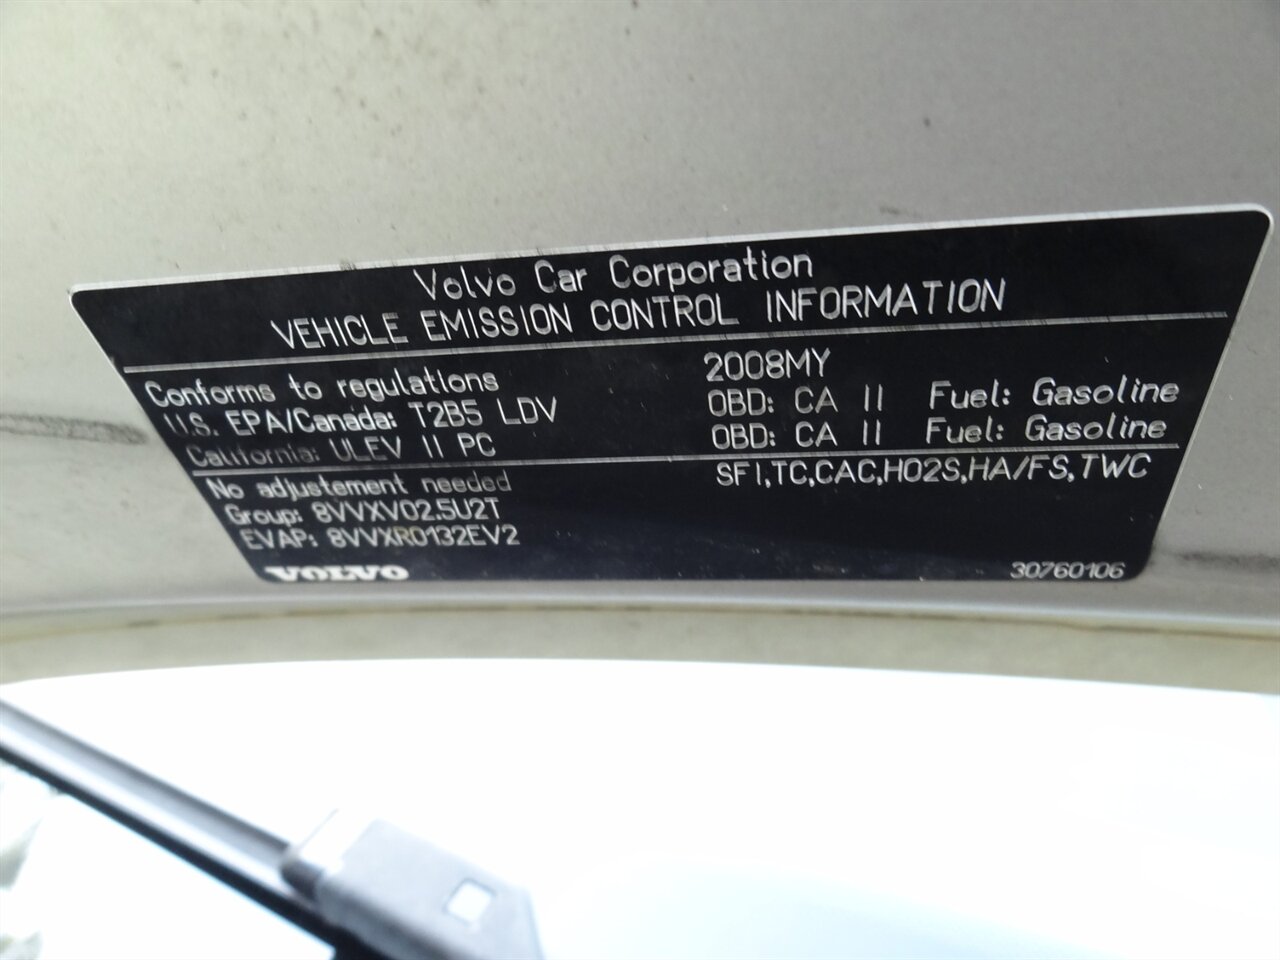 Volvo Car Corporation
VEHICLE EMISSION CONTROL INFORMATION
Conforms to regulations 2008MY
U.S. EPA/Canada: T2B5 LDV OBD: CA II Fuel: Gasoline
California: ULEV II PC OBD: CA II Fuel: Gasoline
No adjustement needed SFI,TC,CAC,HO2S,HA/FS,TWC
Group: 8VVXV02.5U2T
EVAP: 8VVXR0132EV2
VOLVO 30760106